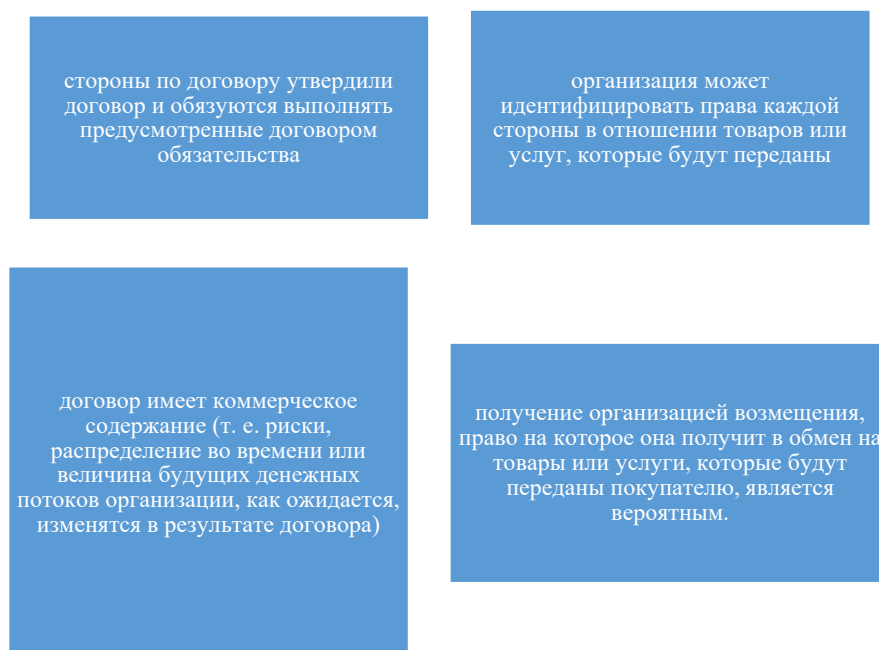 стороны по договору утвердили
договор и обязуются выполнять
предусмотренные договором
обязательства
организация может
идентифицировать права каждой
стороны в отношении товаров или
услуг, которые будут переданы
договор имеет коммерческое
содержание (т. е. риски,
распределение во времени или
величина будущих денежных
потоков организации, как ожидается,
изменятся в результате договора)
получение организацией возмещения,
право на которое она получит в обмен на
товары или услуги, которые будут
переданы покупателю, является
вероятным.